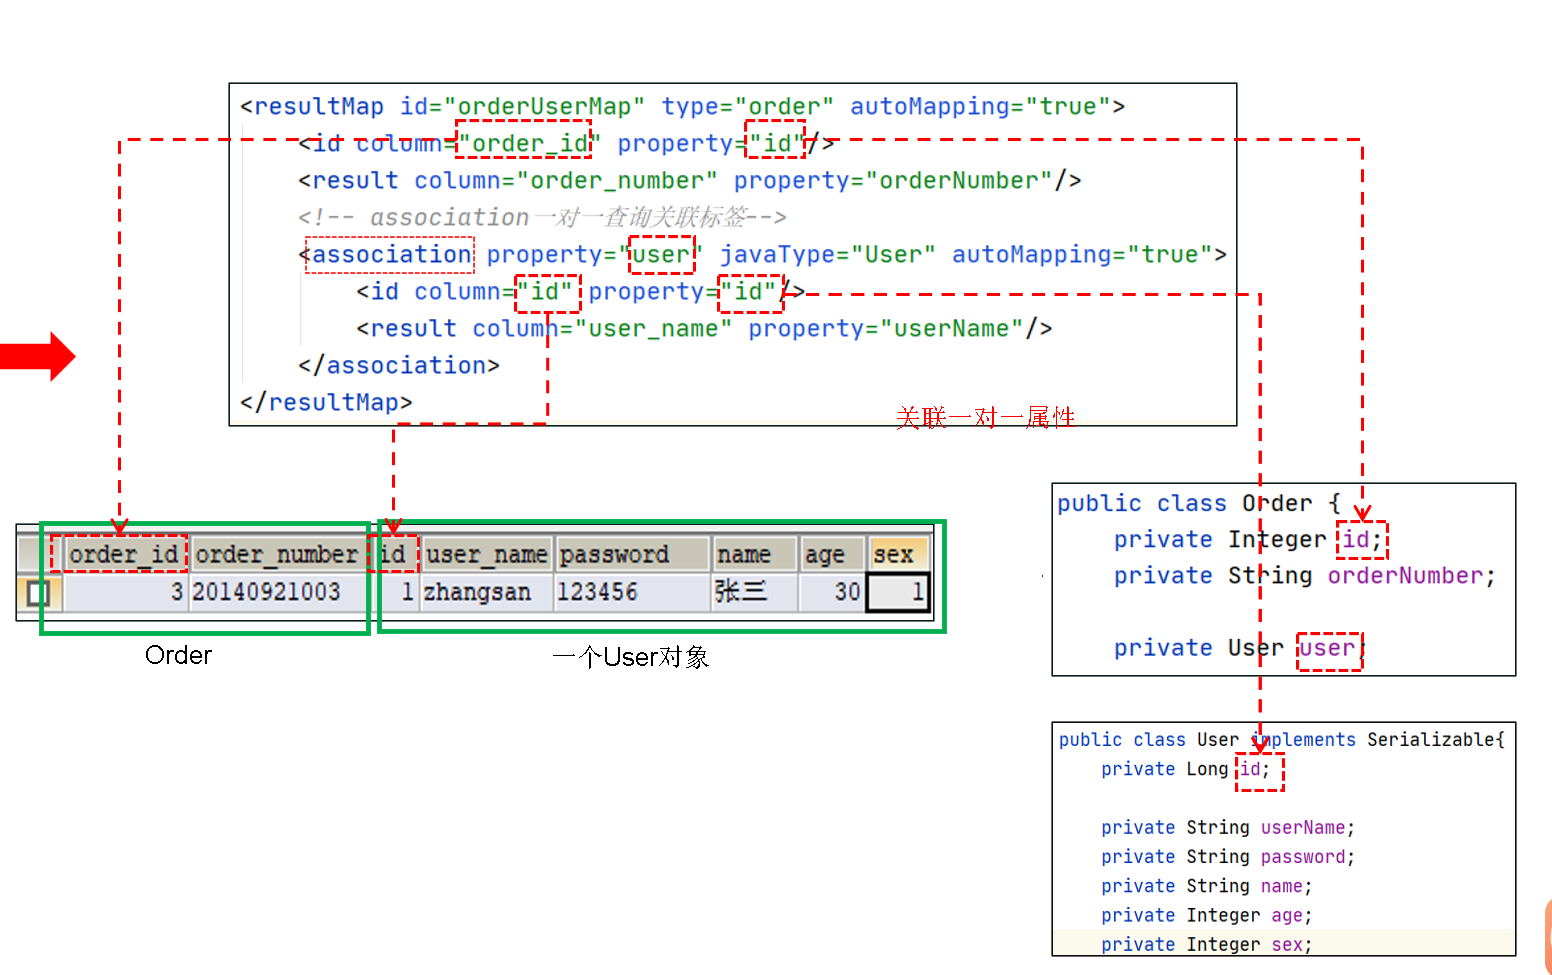 <resultMap id="orderUserMap" type="order" autoMapping="true">
<id column="order_id" property="id"/>
<result column="order_number" property="orderNumber"/>
<!-- association一对一查询关联标签-->
<association property="user" javaType="User" autoMapping="true">
<id column="id" property="id"/>
<result column="user_name" property="userName"/>
</association>
</resultMap>
关联一对一属性
order_id order_number id user_name password name age sex
3 20140921003 1 zhangsan 123456 张三 30 1
Order
一个User对象
public class Order {
private Integer id;
private String orderNumber;
private User user;
public class User implements Serializable{
private Long id;
private String userName;
private String password;
private String name;
private Integer age;
private Integer sex;